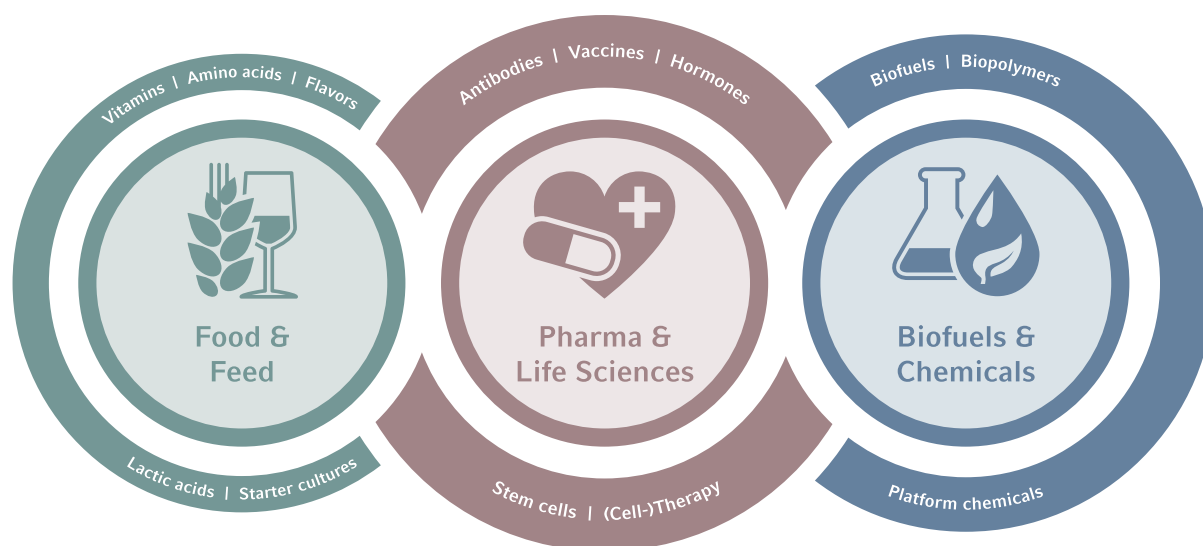 Vitamins | Amino acids | Flavors
Food &
Feed
Lactic acids | Starter cultures
Antibodies | Vaccines | Hormones
Pharma &
Life Sciences
Stem cells | (Cell-)Therapy
Biofuels | Biopolymers
Biofuels &
Chemicals
Platform chemicals